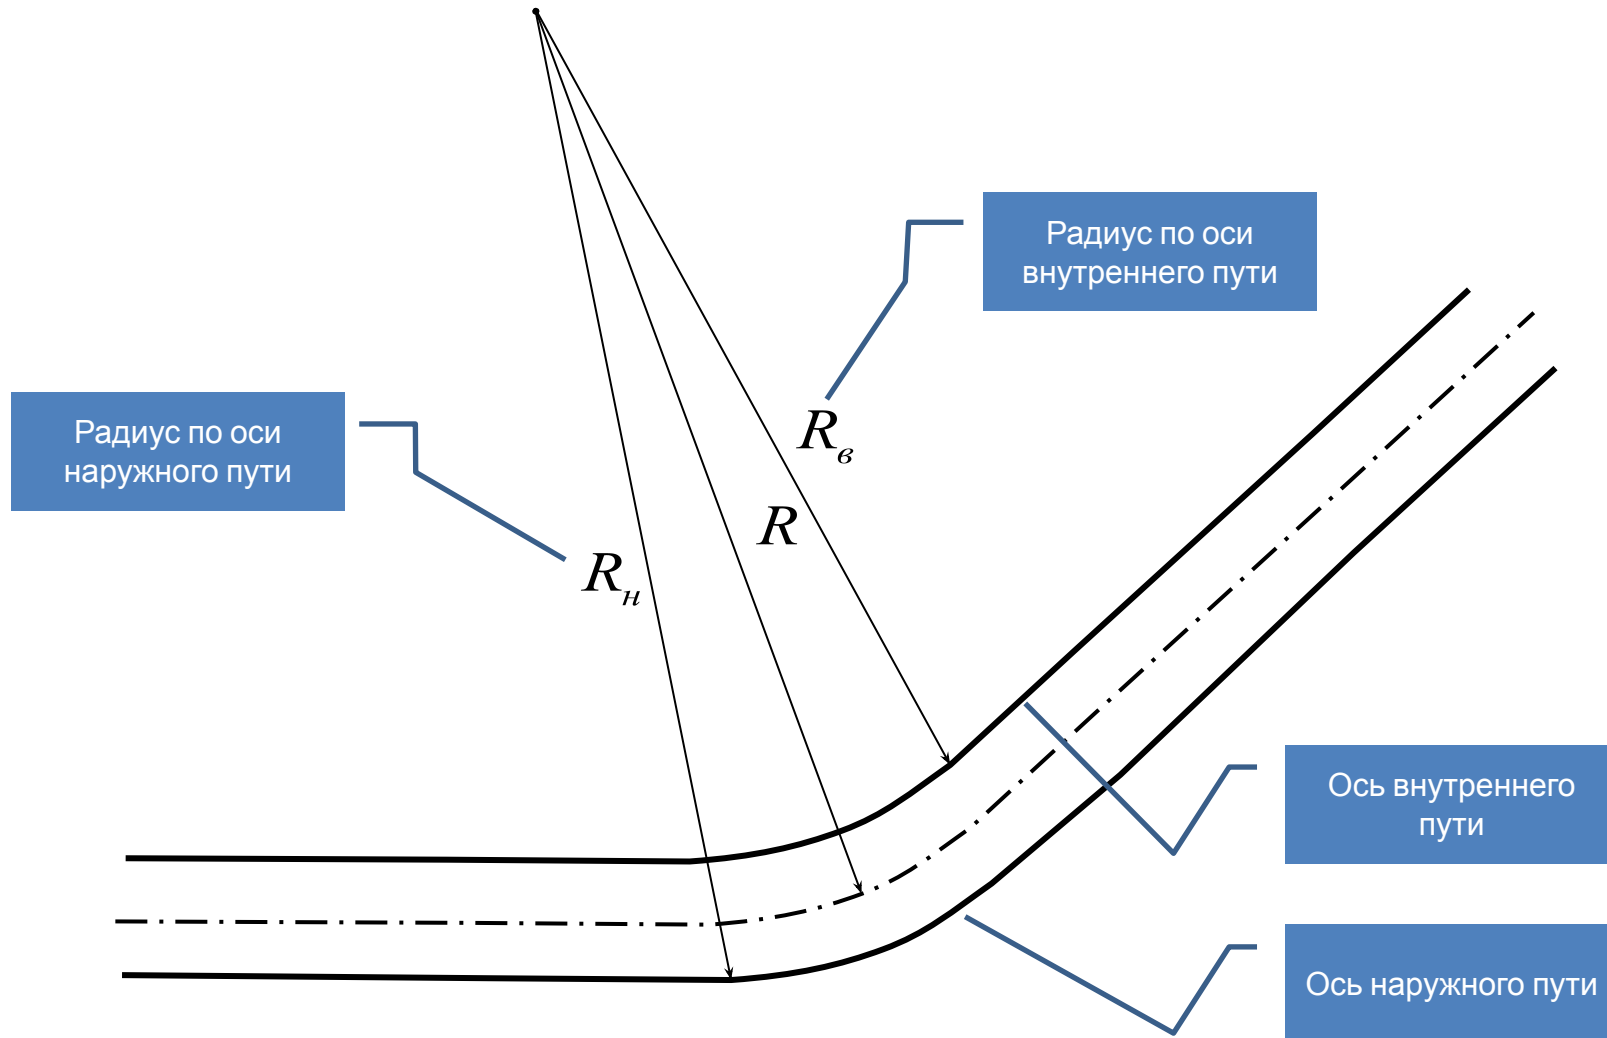 Радиус по оси
внутреннего пути
Радиус по оси
наружного пути
Rв
R
Rн
Ось внутреннего
пути
Ось наружного пути